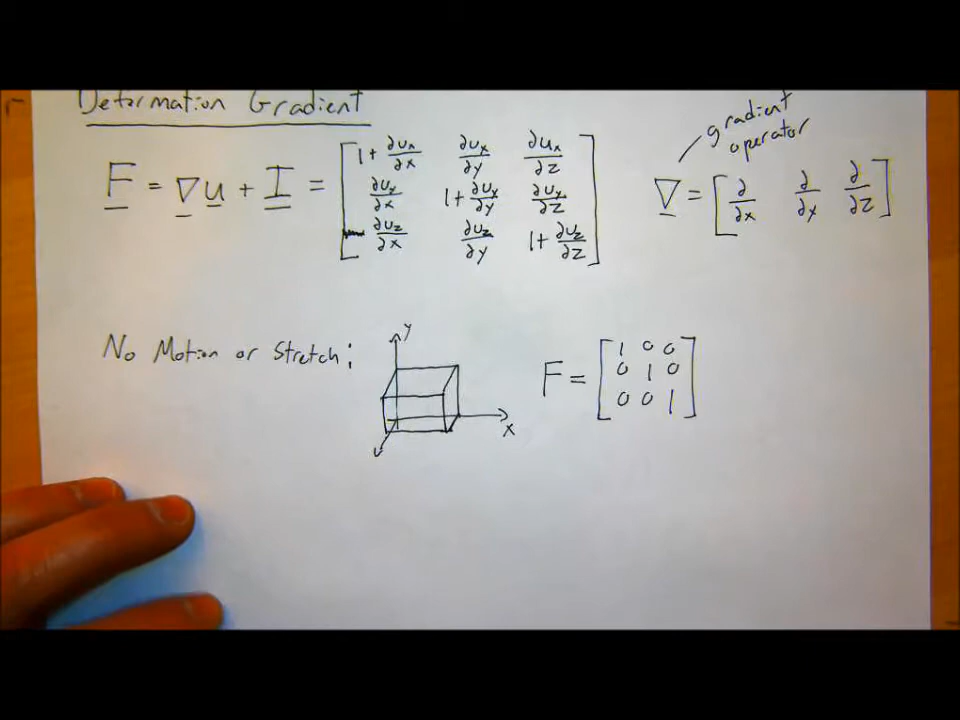 Deformation Gradient
F = ∇u + I = [1 + ∂ux/∂x ∂ux/∂y ∂ux/∂z
∂uy/∂x 1 + ∂uy/∂y ∂uy/∂z
∂uz/∂x ∂uz/∂y 1 + ∂uz/∂z]
gradient
operator
∇ = [∂/∂x ∂/∂y ∂/∂z]
No Motion or Stretch:
y
x
F = [1 0 0
0 1 0
0 0 1]